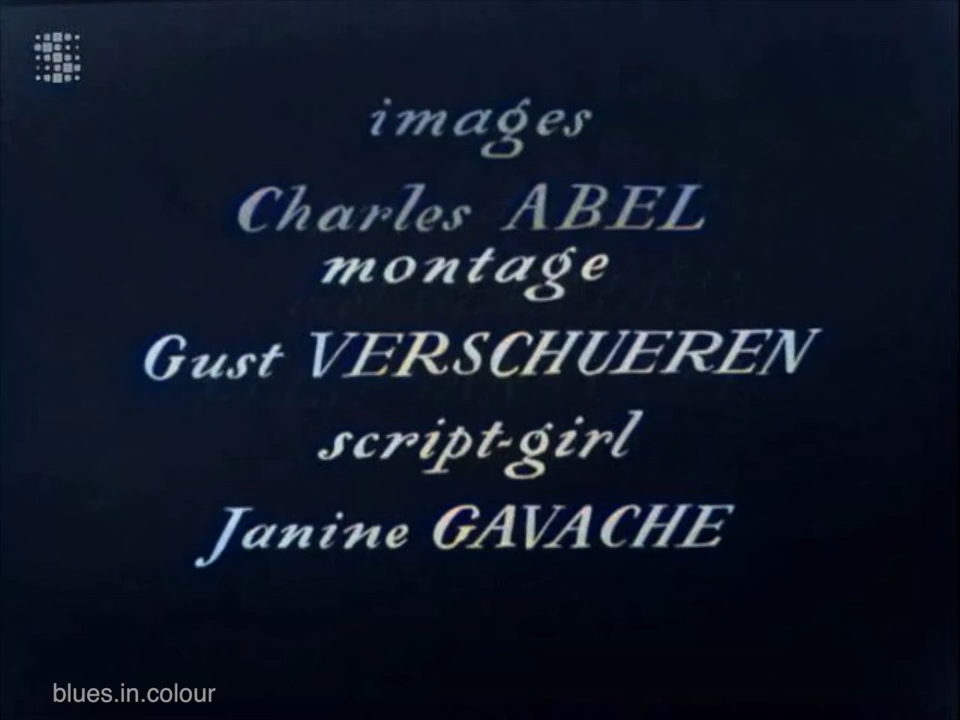 images
Charles ABEL
montage
Gust VERSCHUEREN
script-girl
Janine GAVACHE
blues.in.colour